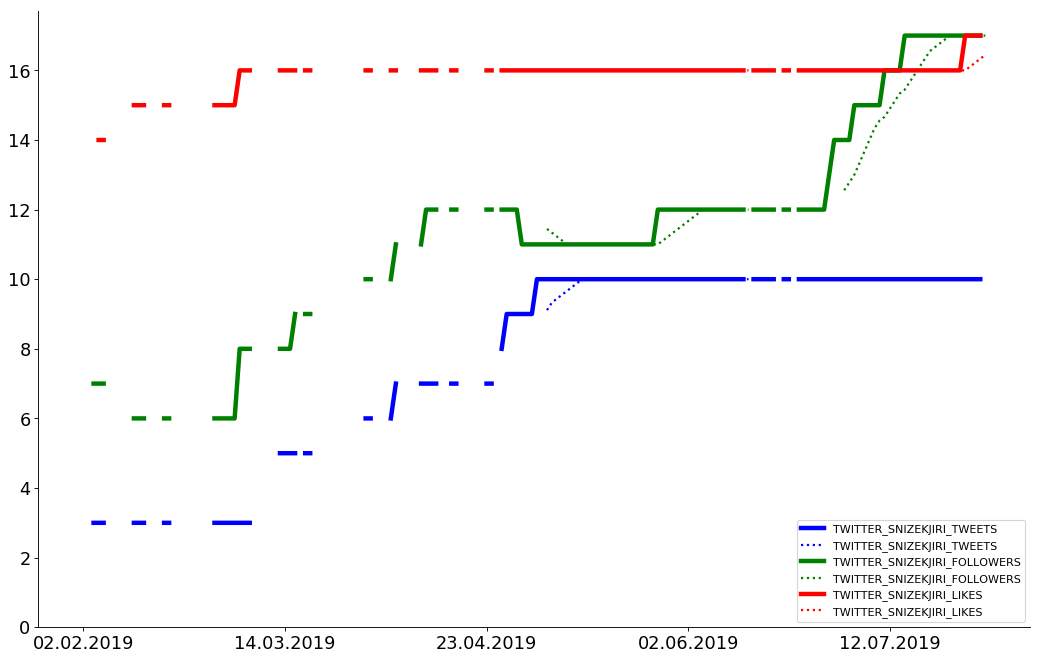 16
14
12
10
8
6
4
2
0
02.02.2019 14.03.2019 23.04.2019 02.06.2019 12.07.2019
TWITTER_SNIZEKJIRI_TWEETS
TWITTER_SNIZEKJIRI_TWEETS
TWITTER_SNIZEKJIRI_FOLLOWERS
TWITTER_SNIZEKJIRI_FOLLOWERS
TWITTER_SNIZEKJIRI_LIKES
TWITTER_SNIZEKJIRI_LIKES